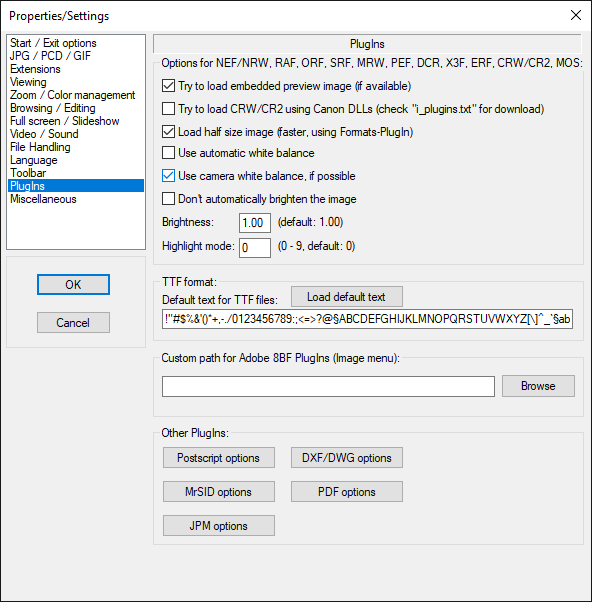 Properties/Settings
Start / Exit options
JPG / PCD / GIF
Extensions
Viewing
Zoom / Color management
Browsing / Editing
Full screen / Slideshow
Video / Sound
File Handling
Language
Toolbar
PlugIns
Miscellaneous
OK
Cancel
PlugIns
Options for NEF/NRW, RAF, ORF, SRF, MRW, PEF, DCR, X3F, ERF, CRW/CR2, MOS:
Try to load embedded preview image (if available)
Try to load CRW/CR2 using Canon DLLs (check "i_plugins.txt" for download)
Load half size image (faster, using Formats-PlugIn)
Use automatic white balance
Use camera white balance, if possible
Don't automatically brighten the image
Brightness: 1.00 (default: 1.00)
Highlight mode: 0 (0 - 9, default: 0)
TTF format:
Default text for TTF files: Load default text
!"#$%&'()*+,-./0123456789:;<=>?@§ABCDEFGHIJKLMNOPQRSTUVWXYZ[\]^_`§ab
Custom path for Adobe 8BF PlugIns (Image menu):
Browse
Other PlugIns:
Postscript options DXF/DWG options
MrSID options PDF options
JPM options